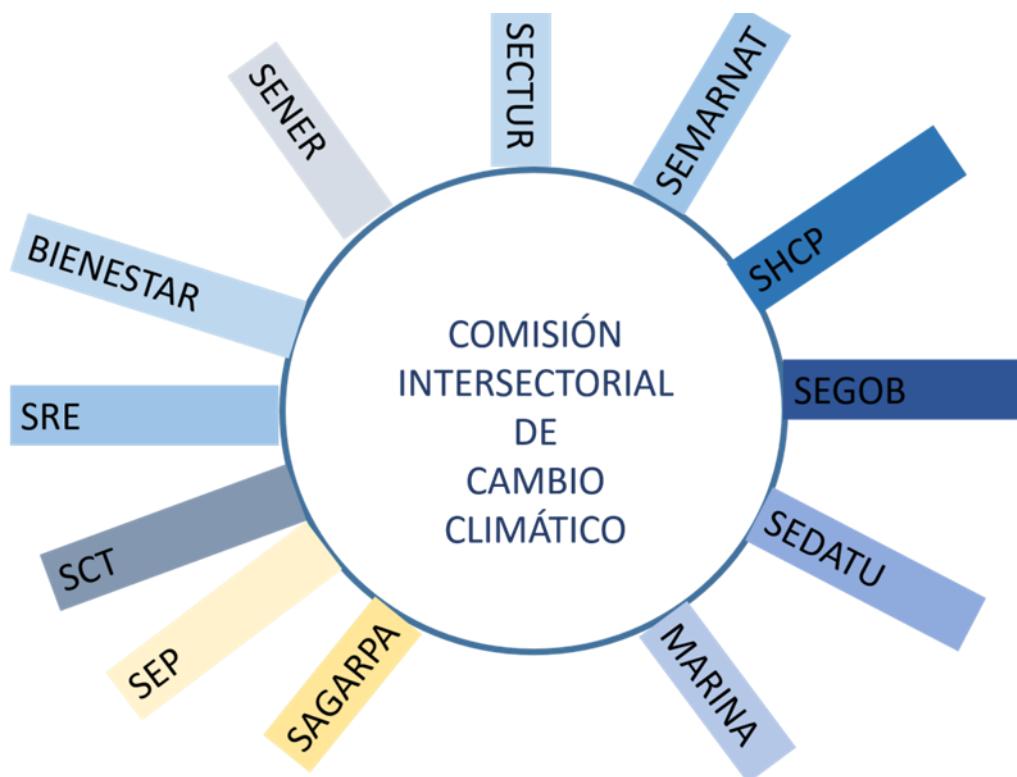 SECTUR
SEMARNAT
SENER
SHCP
BIENESTAR
COMISIÓN
INTERSECTORIAL
DE
CAMBIO
CLIMÁTICO
SEGOB
SRE
SEDATU
SCT
SEP
SAGARPA
MARINA